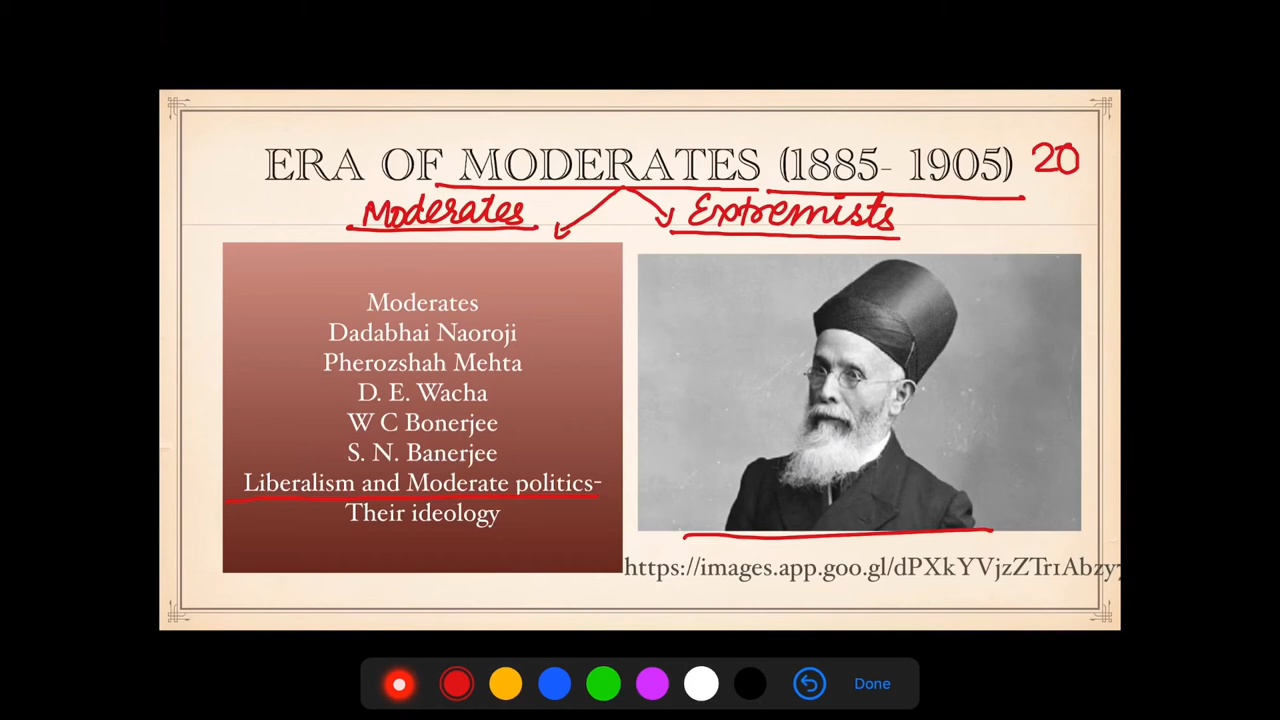 ERA OF MODERATES (1885- 1905) 20
Moderates Extremists
Moderates
Dadabhai Naoroji
Pherozshah Mehta
D. E. Wacha
W C Bonerjee
S. N. Banerjee
Liberalism and Moderate politics-
Their ideology
https://images.app.goo.gl/dPXkYVjzZTr1Abzy7
Done